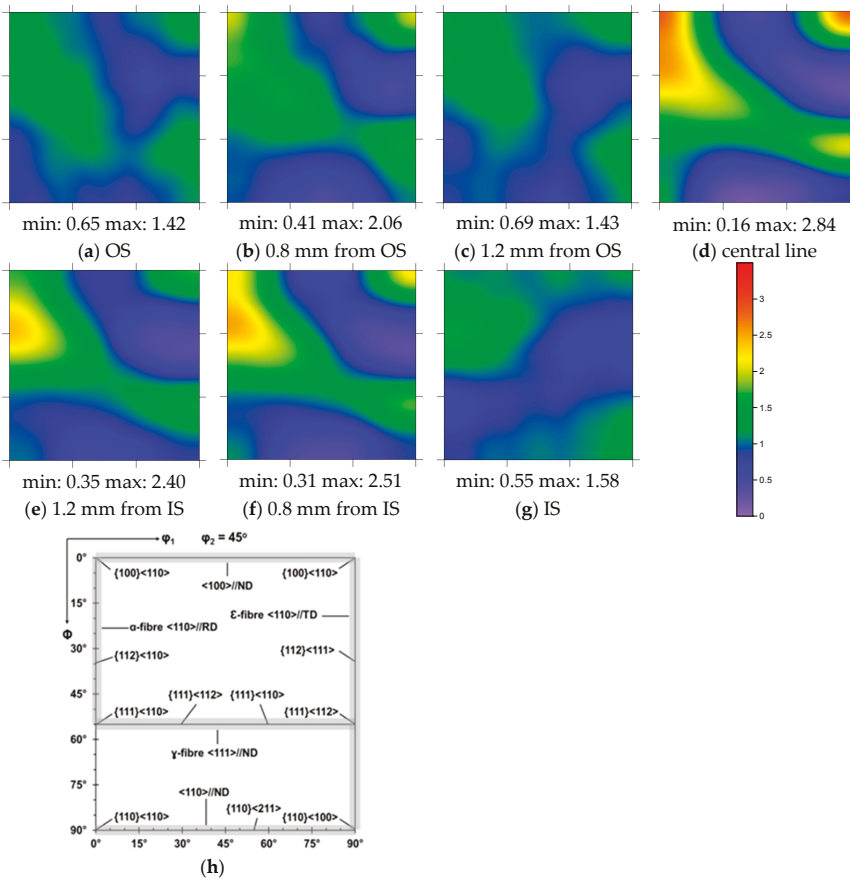 min: 0.65 max: 1.42
(a) OS
min: 0.41 max: 2.06
(b) 0.8 mm from OS
min: 0.69 max: 1.43
(c) 1.2 mm from OS
min: 0.16 max: 2.84
(d) central line
min: 0.35 max: 2.40
(e) 1.2 mm from IS
min: 0.31 max: 2.51
(f) 0.8 mm from IS
min: 0.55 max: 1.58
(g) IS
3
2.5
2
1.5
1
0.5
0
φ₁ φ₂ = 45°
Φ
0°
15°
30°
45°
60°
75°
90°
{100}<110> {100}<110>
<100>//ND
ε-fibre <110>//TD
α-fibre <110>//RD
{112}<110> {112}<111>
{111}<112> {111}<110>
{111}<110> {111}<112>
γ-fibre <111>//ND
<110>//ND
{110}<110> {110}<211> {110}<100>
0° 15° 30° 45° 60° 75° 90°
(h)